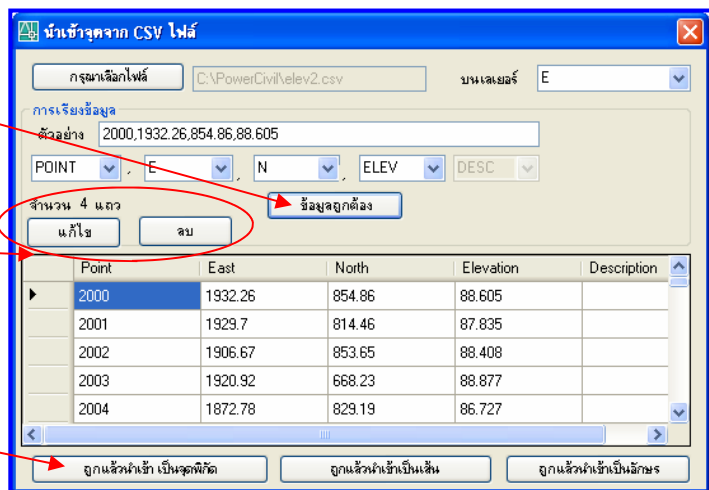 นำเข้าจุดจาก CSV ไฟล์
กรุณาเลือกไฟล์ C:\PowerCivil\elev2.csv บนเลเยอร์ E
การเรียงข้อมูล
ตัวอย่าง 2000,1932.26,854.86,88.605
POINT , E , N , ELEV DESC
จำนวน 4 แถว ข้อมูลถูกต้อง
แก้ไข ลบ
Point East North Elevation Description
2000 1932.26 854.86 88.605
2001 1929.7 814.46 87.835
2002 1906.67 853.65 88.408
2003 1920.92 668.23 88.877
2004 1872.78 829.19 86.727
ถูกแล้วนำเข้า เป็นจุดพิกัด ถูกแล้วนำเข้าเป็นเส้น ถูกแล้วนำเข้าเป็นอักษร